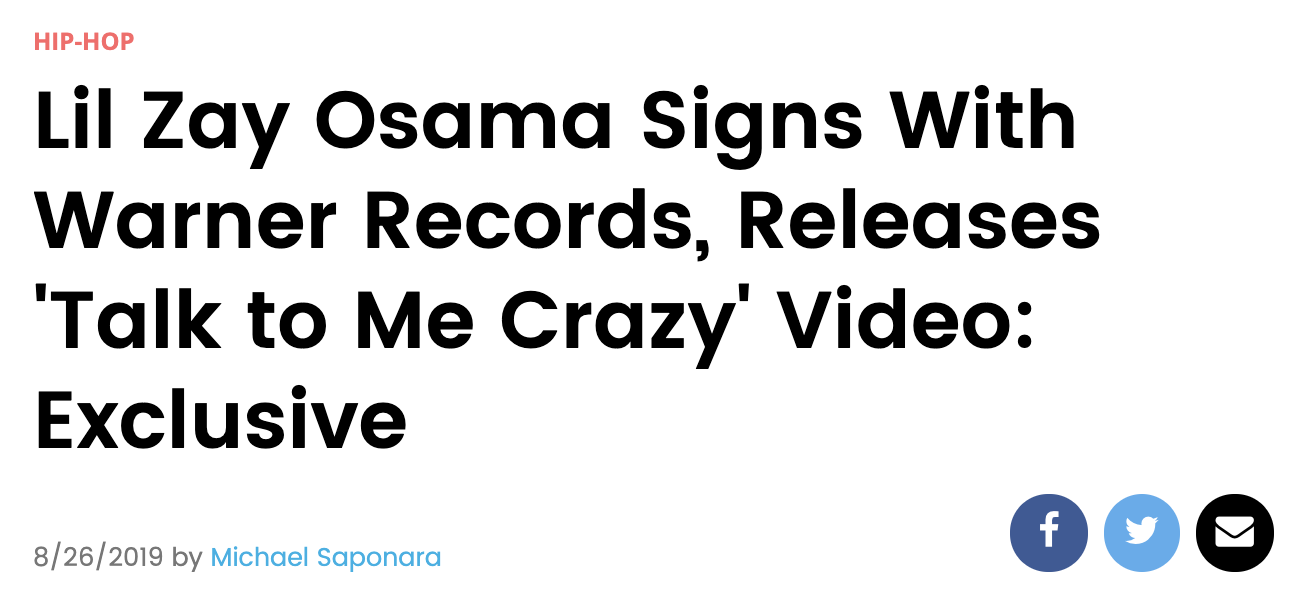 HIP-HOP
Lil Zay Osama Signs With
Warner Records, Releases
'Talk to Me Crazy' Video:
Exclusive
8/26/2019 by Michael Saponara